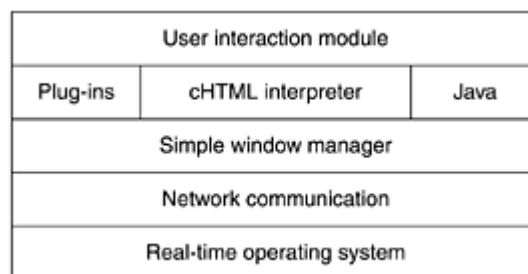 User interaction module
Plug-ins cHTML interpreter Java
Simple window manager
Network communication
Real-time operating system